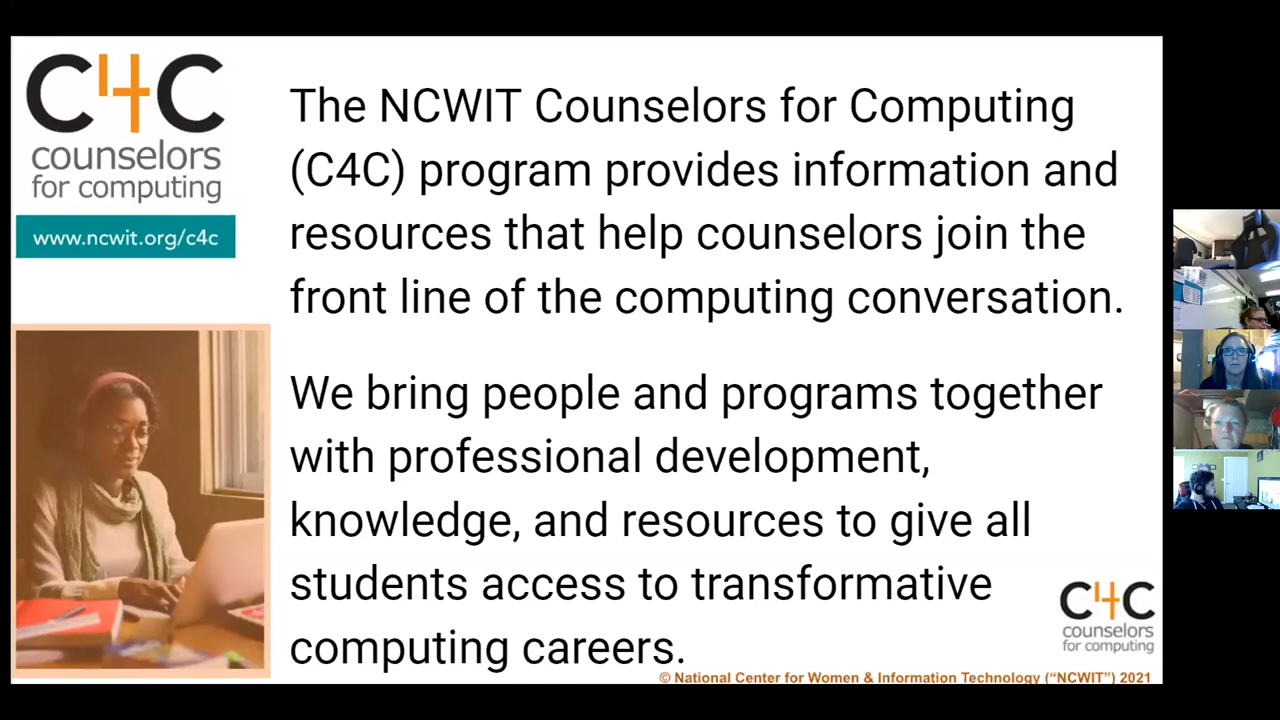 C4C
counselors
for computing
www.ncwit.org/c4c
The NCWIT Counselors for Computing
(C4C) program provides information and
resources that help counselors join the
front line of the computing conversation.
We bring people and programs together
with professional development,
knowledge, and resources to give all
students access to transformative
computing careers.
C4C
counselors
for computing
© National Center for Women & Information Technology (“NCWIT”) 2021